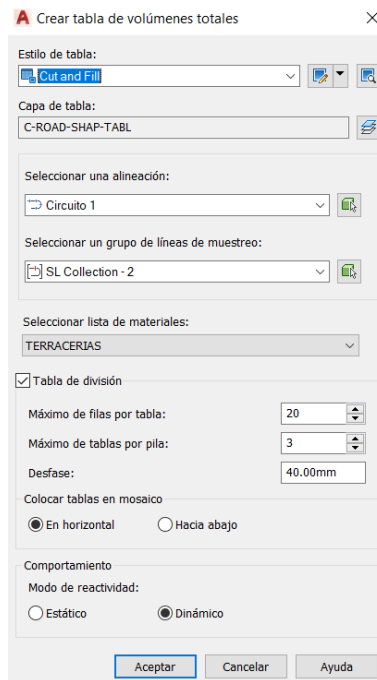 Crear tabla de volúmenes totales
Estilo de tabla:
Cut and Fill
Capa de tabla:
C-ROAD-SHAP-TABL
Seleccionar una alineación:
Circuito 1
Seleccionar un grupo de líneas de muestreo:
SL Collection - 2
Seleccionar lista de materiales:
TERRACERIAS
Tabla de división
Máximo de filas por tabla: 20
Máximo de tablas por pila: 3
Desfase: 40.00mm
Colocar tablas en mosaico
En horizontal Hacia abajo
Comportamiento
Modo de reactividad:
Estático Dinámico
Aceptar Cancelar Ayuda